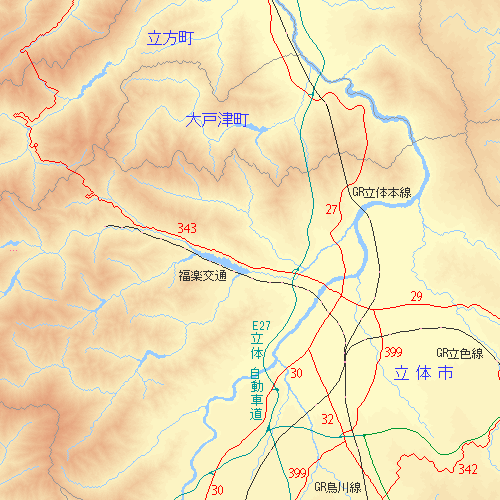 立方町
大戸津町
GR立体本線
27
343
福楽交通
29
E27
立体
自動車道
399
GR立色線
30
立体市
32
342
399
GR鳥川線
30